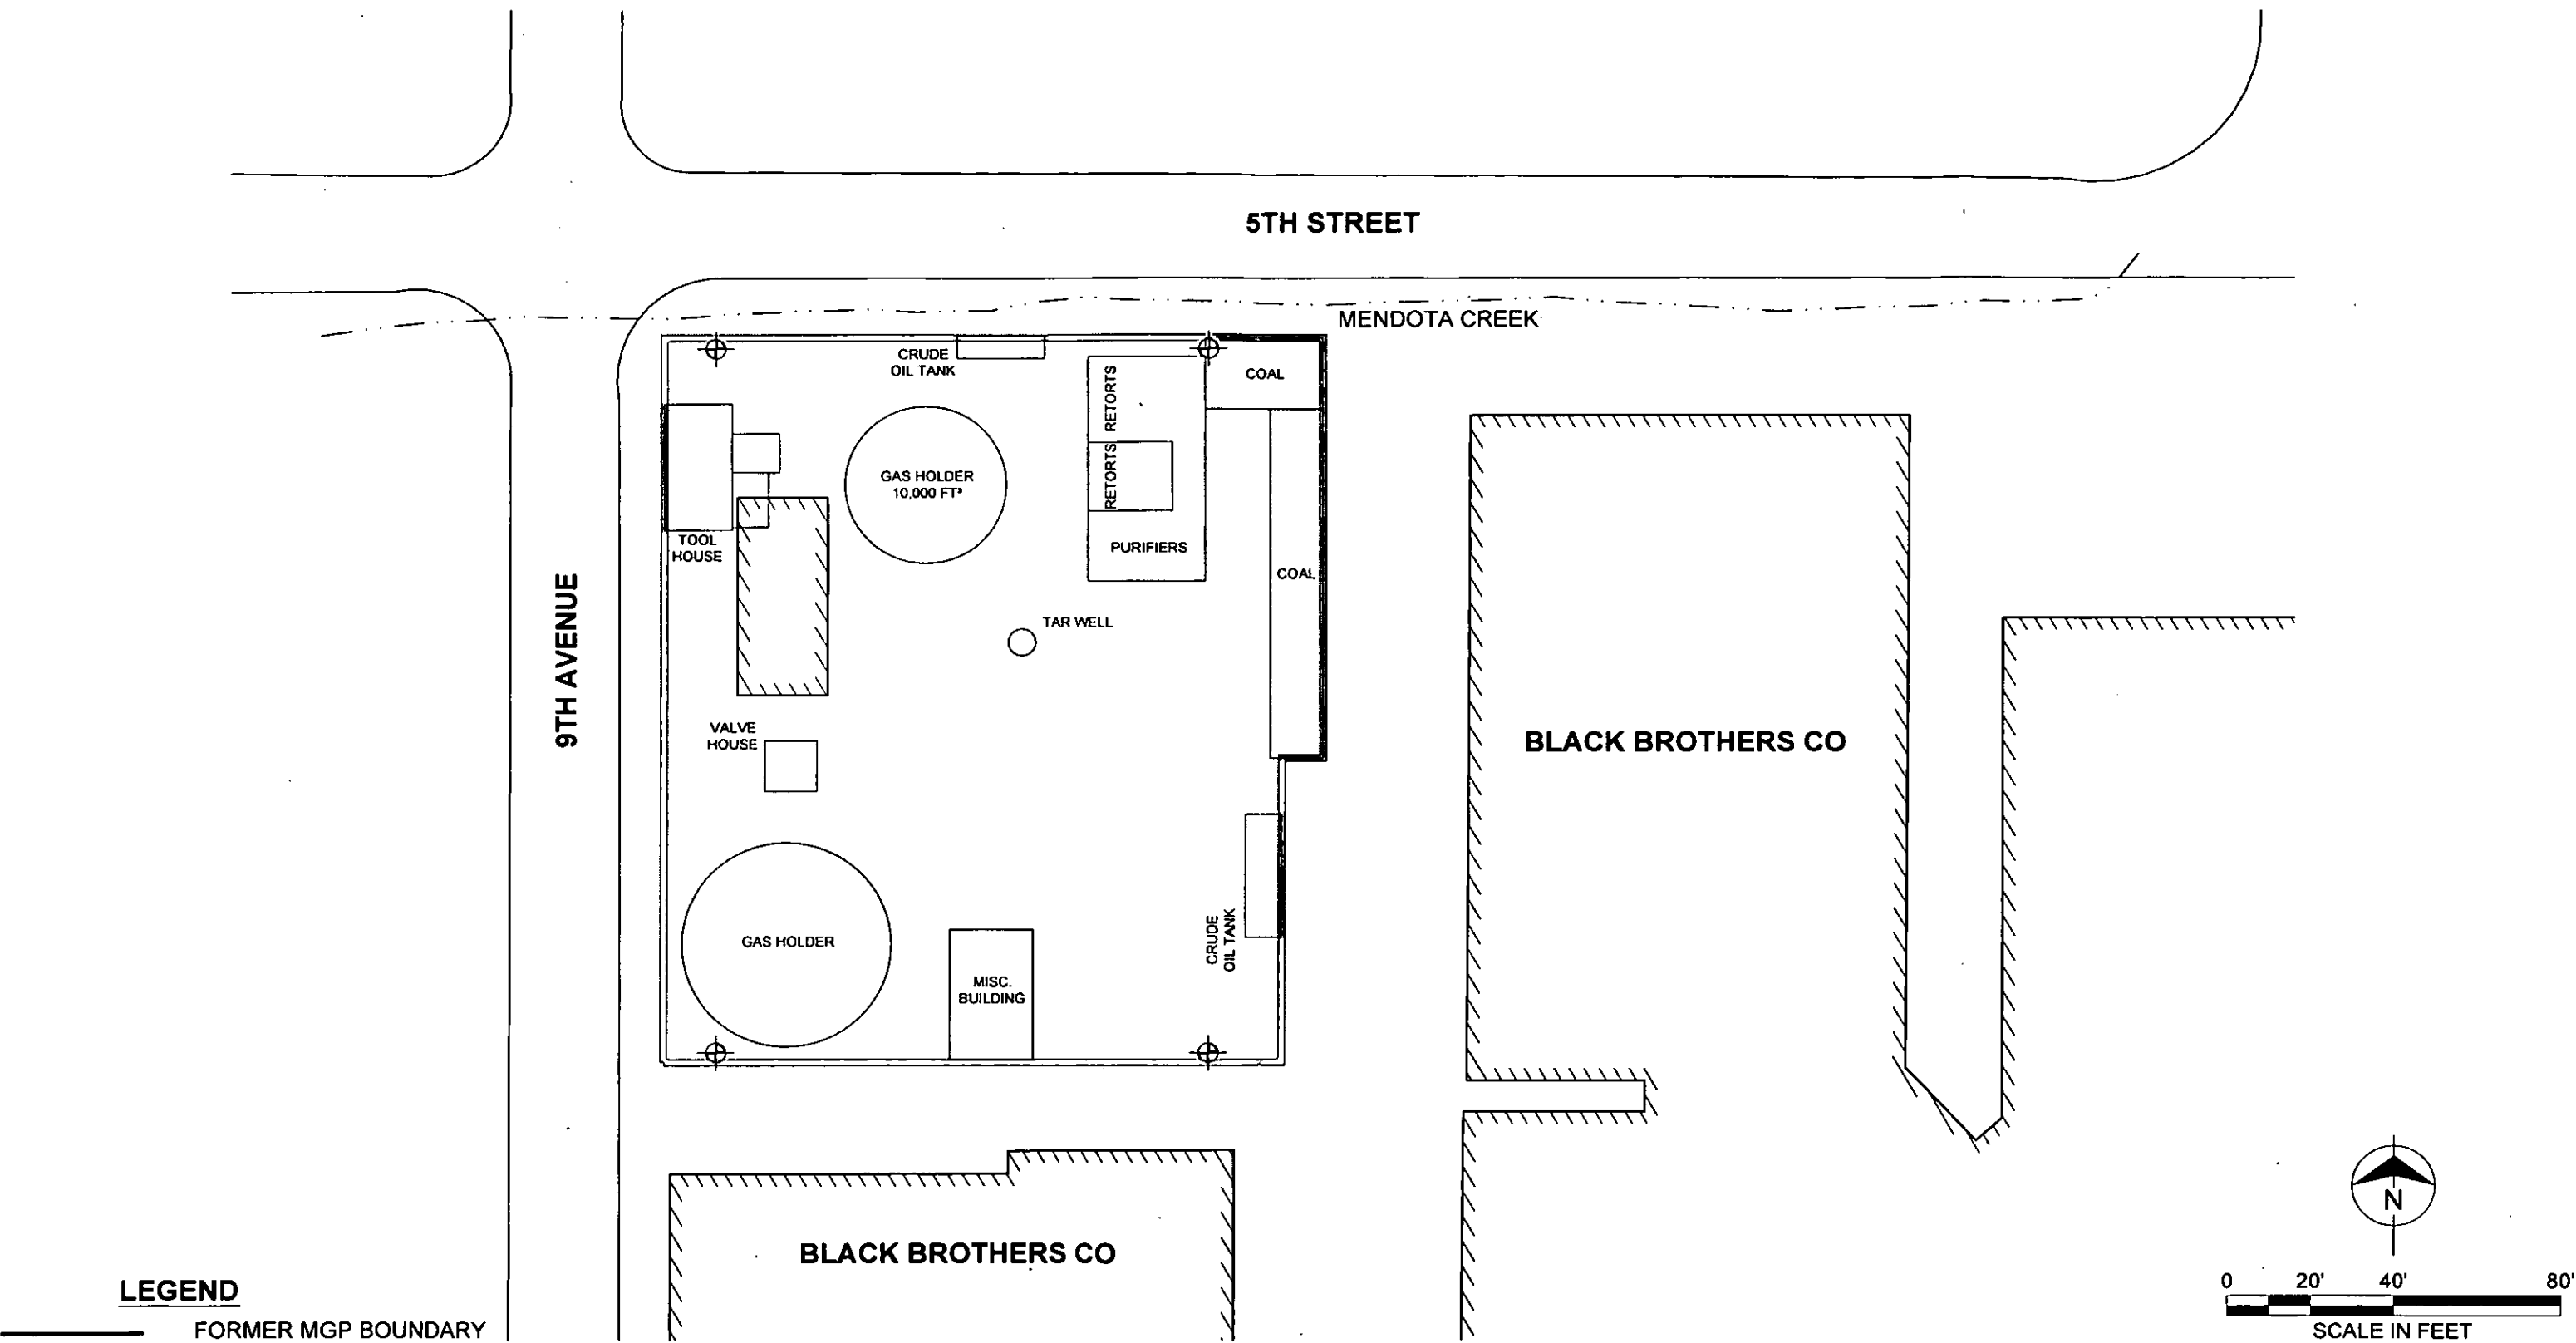 5TH STREET
MENDOTA CREEK
CRUDE
OIL TANK
COAL
RETORTS
GAS HOLDER
10,000 FT³
RETORTS
TOOL
HOUSE
PURIFIERS
COAL
9TH AVENUE
TAR WELL
VALVE
HOUSE
BLACK BROTHERS CO
GAS HOLDER
CRUDE
OIL TANK
MISC.
BUILDING
BLACK BROTHERS CO
N
LEGEND
FORMER MGP BOUNDARY
0 20' 40' 80'
SCALE IN FEET